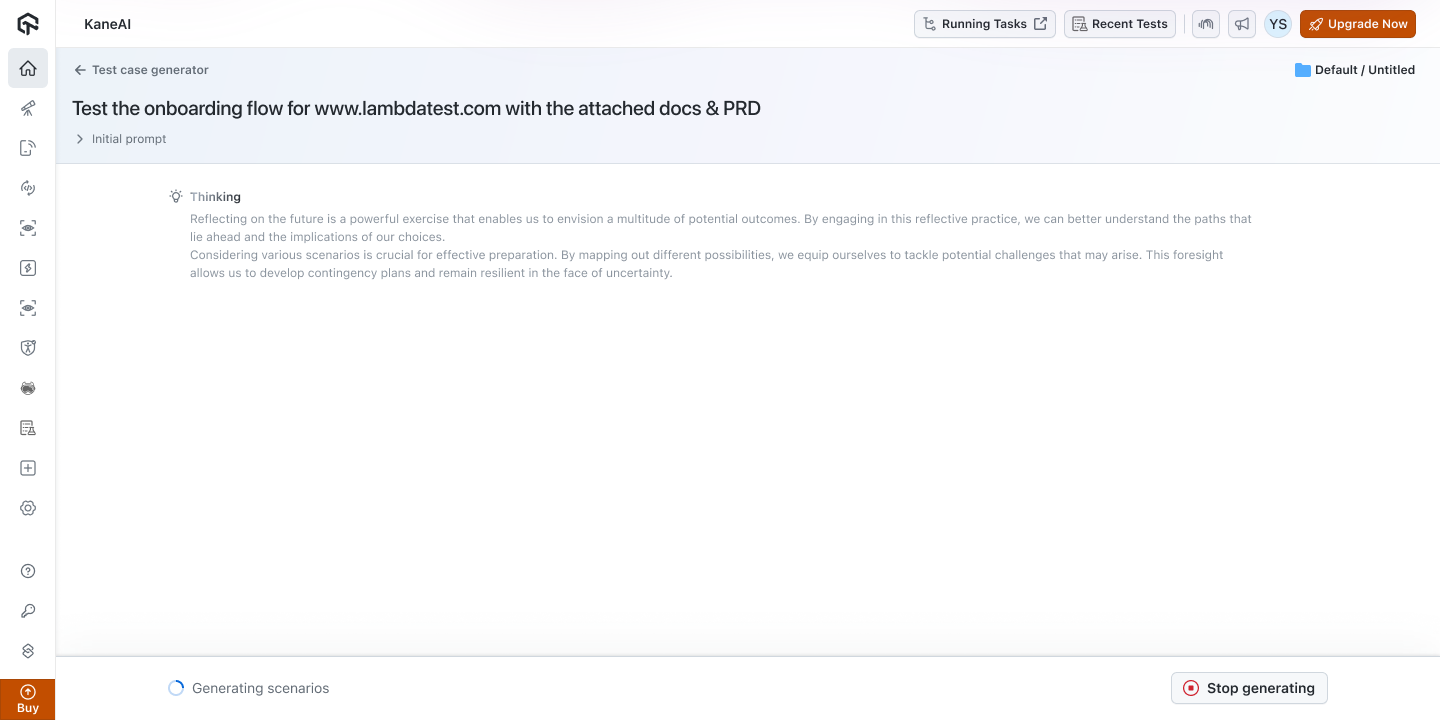 KaneAI
Running Tasks
Recent Tests
YS
Upgrade Now
Test case generator
Default / Untitled
Test the onboarding flow for www.lambdatest.com with the attached docs & PRD
Initial prompt
Thinking
Reflecting on the future is a powerful exercise that enables us to envision a multitude of potential outcomes. By engaging in this reflective practice, we can better understand the paths that
lie ahead and the implications of our choices.
Considering various scenarios is crucial for effective preparation. By mapping out different possibilities, we equip ourselves to tackle potential challenges that may arise. This foresight
allows us to develop contingency plans and remain resilient in the face of uncertainty.
Generating scenarios
Stop generating
Buy